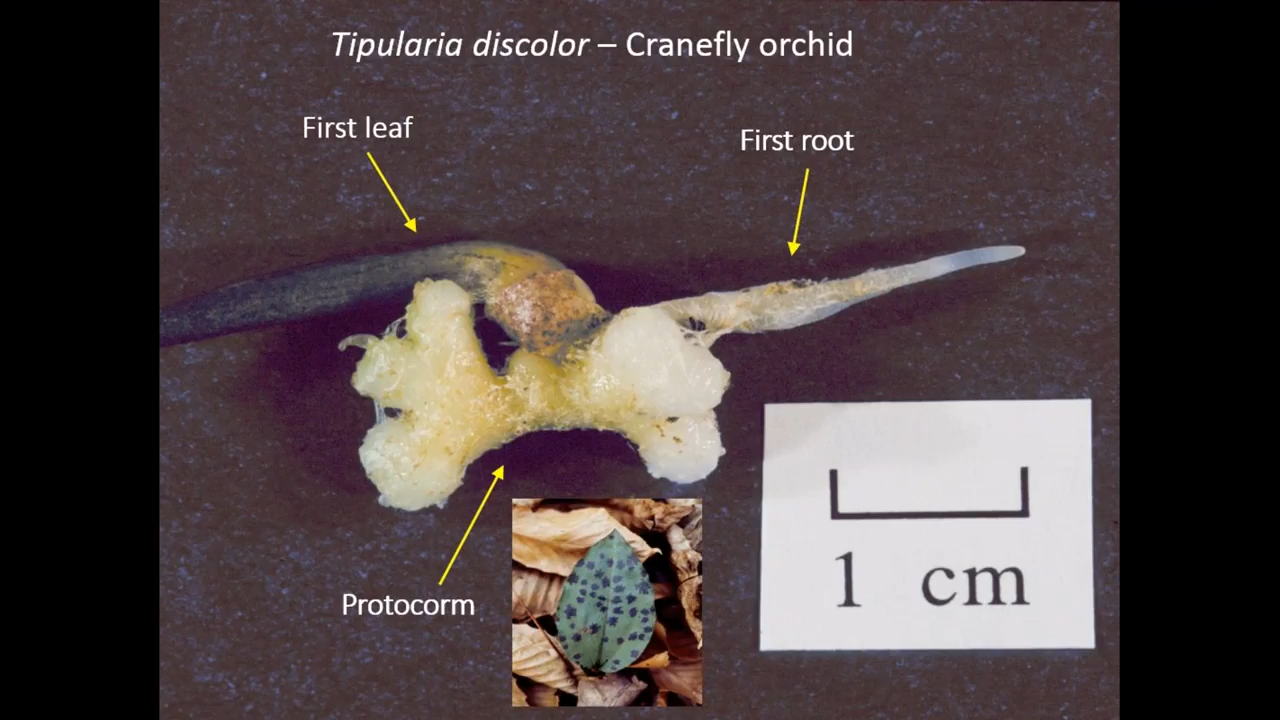 Tipularia discolor – Cranefly orchid
First leaf
First root
Protocorm
1 cm